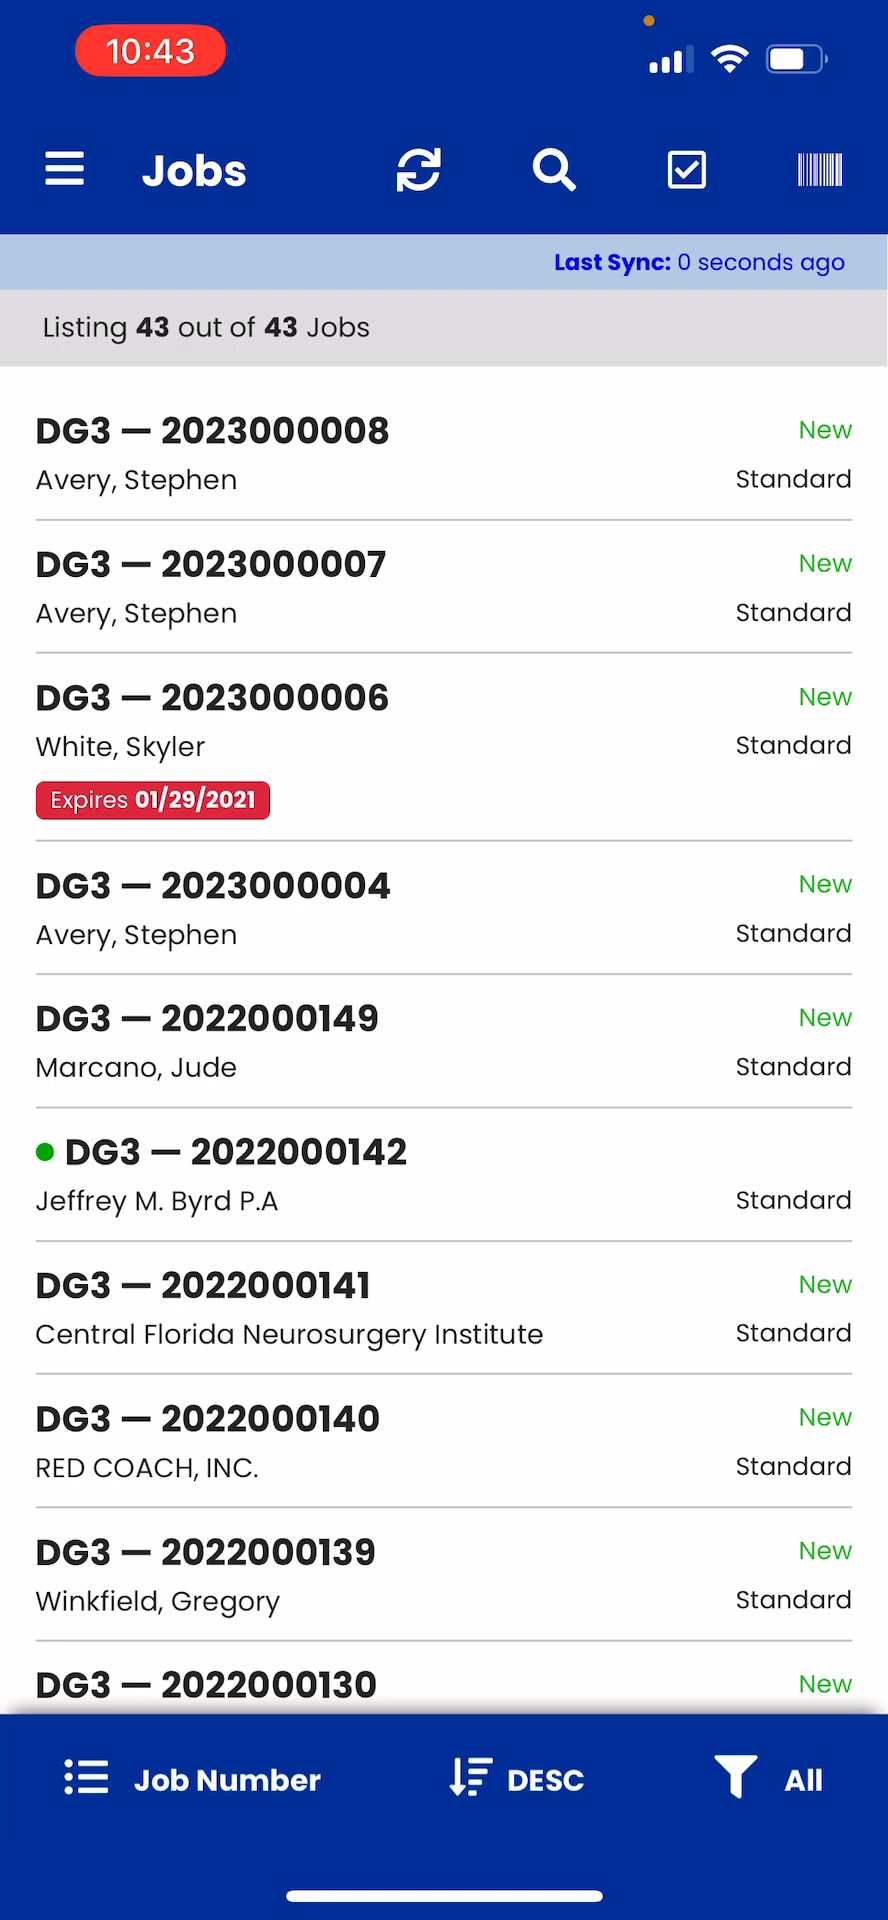 10:43
Jobs
Last Sync: 0 seconds ago
Listing 43 out of 43 Jobs
DG3 — 2023000008 New
Avery, Stephen Standard
DG3 — 2023000007 New
Avery, Stephen Standard
DG3 — 2023000006 New
White, Skyler Standard
Expires 01/29/2021
DG3 — 2023000004 New
Avery, Stephen Standard
DG3 — 2022000149 New
Marcano, Jude Standard
DG3 — 2022000142
Jeffrey M. Byrd P.A Standard
DG3 — 2022000141 New
Central Florida Neurosurgery Institute Standard
DG3 — 2022000140 New
RED COACH, INC. Standard
DG3 — 2022000139 New
Winkfield, Gregory Standard
DG3 — 2022000130 New
Job Number DESC All